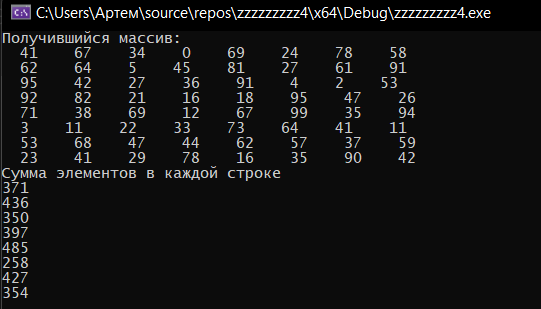 C:\Users\Артем\source\repos\zzzzzzzzz4\x64\Debug\zzzzzzzzz4.exe
Получившийся массив:
41 67 34 0 69 24 78 58
62 64 5 45 81 27 61 91
95 42 27 36 91 4 2 53
92 82 21 16 18 95 47 26
71 38 69 12 67 99 35 94
3 11 22 33 73 64 41 11
53 68 47 44 62 57 37 59
23 41 29 78 16 35 90 42
Сумма элементов в каждой строке
371
436
350
397
485
258
427
354